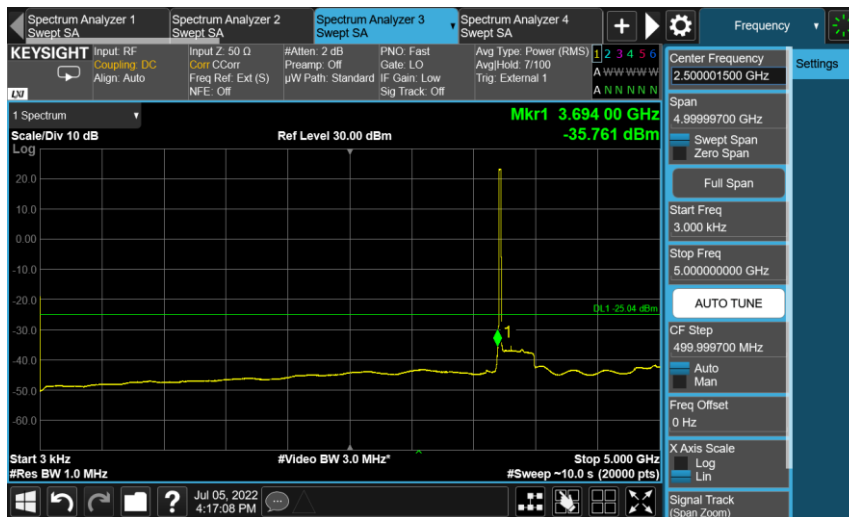 Spectrum Analyzer 1
Swept SA
Spectrum Analyzer 2
Swept SA
Spectrum Analyzer 3
Swept SA
Spectrum Analyzer 4
Swept SA
+
Frequency
KEYSIGHT
LXI
Input: RF
Coupling: DC
Align: Auto
Input Z: 50 Ω
Corr CCorr
Freq Ref: Ext (S)
NFE: Off
#Atten: 2 dB
Preamp: Off
µW Path: Standard
PNO: Fast
Gate: LO
IF Gain: Low
Sig Track: Off
Avg Type: Power (RMS)
Avg|Hold: 7/100
Trig: External 1
1 2 3 4 5 6
A W W W W W
A N N N N N
1 Spectrum
Scale/Div 10 dB
Log
Ref Level 30.00 dBm
Mkr1 3.694 00 GHz
-35.761 dBm
20.0
10.0
0.00
-10.0
-20.0
-30.0
-40.0
-50.0
-60.0
DL1 -25.04 dBm
1
Start 3 kHz
#Res BW 1.0 MHz
#Video BW 3.0 MHz*
Stop 5.000 GHz
#Sweep ~10.0 s (20000 pts)
Jul 05, 2022
4:17:08 PM
?
Center Frequency
2.500001500 GHz
Span
4.99999700 GHz
Swept Span
Zero Span
Full Span
Start Freq
3.000 kHz
Stop Freq
5.000000000 GHz
AUTO TUNE
CF Step
499.999700 MHz
Auto
Man
Freq Offset
0 Hz
X Axis Scale
Log
Lin
Signal Track
(Span Zoom)
Settings